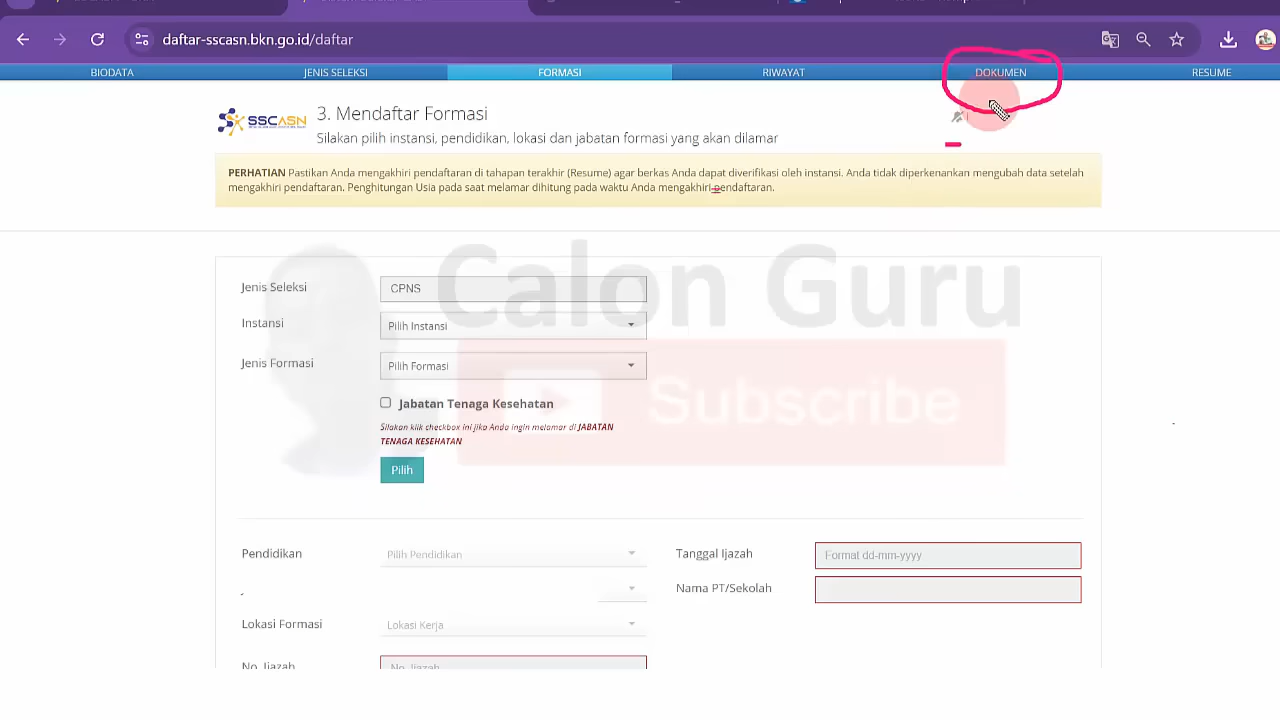 daftar-sscasn.bkn.go.id/daftar
BIODATA
JENIS SELEKSI
FORMASI
RIWAYAT
DOKUMEN
RESUME
SSCASN
3. Mendaftar Formasi
Silakan pilih instansi, pendidikan, lokasi dan jabatan formasi yang akan dilamar
PERHATIAN Pastikan Anda mengakhiri pendaftaran di tahapan terakhir (Resume) agar berkas Anda dapat diverifikasi oleh instansi. Anda tidak diperkenankan mengubah data setelah
mengakhiri pendaftaran. Penghitungan Usia pada saat melamar dihitung pada waktu Anda mengakhiri pendaftaran.
Calon Guru
Subscribe
Jenis Seleksi
CPNS
Instansi
Pilih Instansi
Jenis Formasi
Pilih Formasi
Jabatan Tenaga Kesehatan
Silakan klik checkbox ini jika Anda ingin melamar di JABATAN
TENAGA KESEHATAN
Pilih
Pendidikan
Pilih Pendidikan
Tanggal Ijazah
Format dd-mm-yyyy
Nama PT/Sekolah
Lokasi Formasi
Lokasi Kerja
No. Ijazah
No. Ijazah